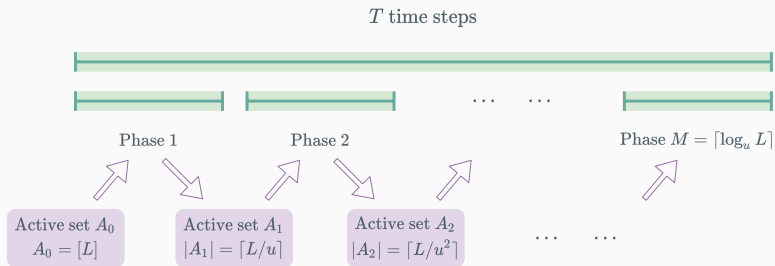 T time steps
... ...
Phase 1
Phase 2
Phase M = ⌈log_u L⌉
Active set A_0
A_0 = [L]
Active set A_1
|A_1| = ⌈L/u⌉
Active set A_2
|A_2| = ⌈L/u^2⌉
... ...